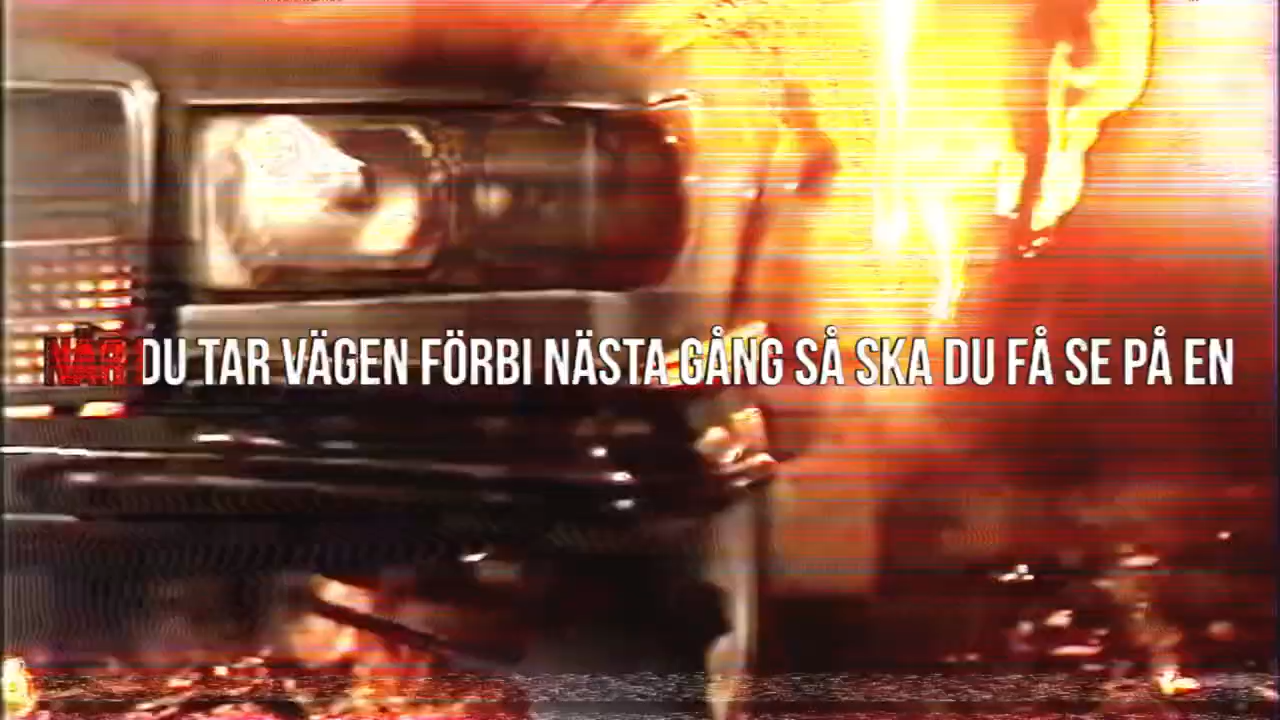 NÄR DU TAR VÄGEN FÖRBI NÄSTA GÅNG SÅ SKA DU FÅ SE PÅ EN